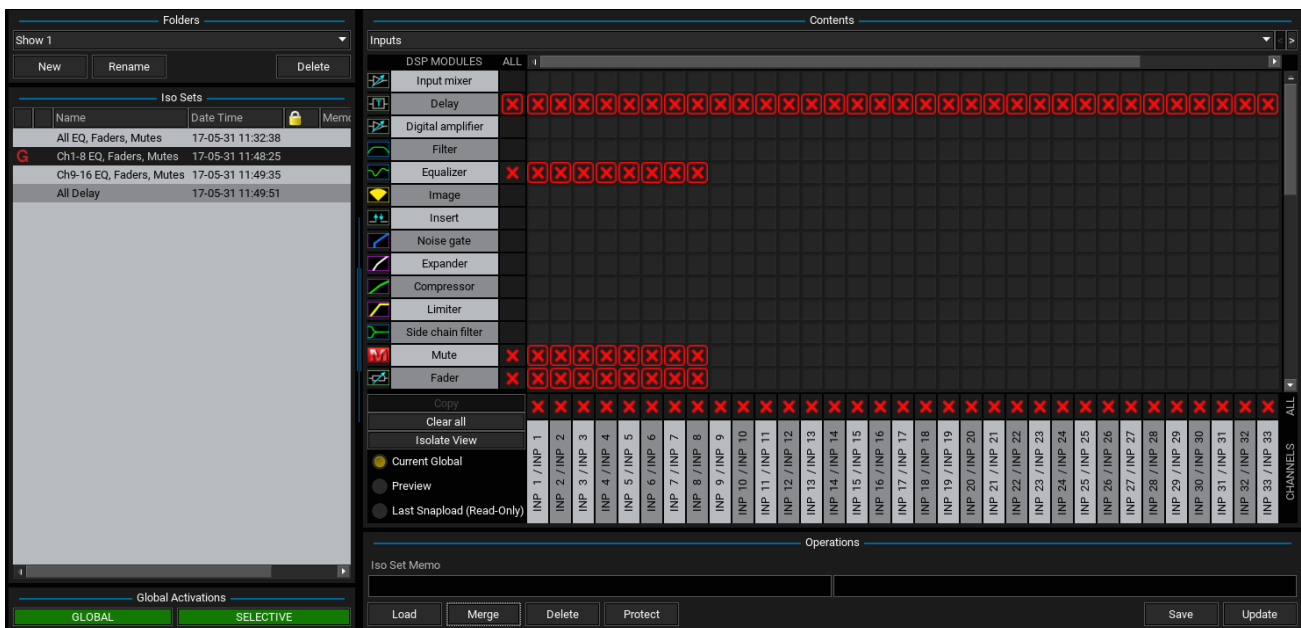 Folders
Show 1
New Rename Delete
Iso Sets
Name Date Time Memo
All EQ, Faders, Mutes 17-05-31 11:32:38
G Ch1-8 EQ, Faders, Mutes 17-05-31 11:48:25
Ch9-16 EQ, Faders, Mutes 17-05-31 11:49:35
All Delay 17-05-31 11:49:51
Global Activations
GLOBAL SELECTIVE
Contents
Inputs
< >
DSP MODULES ALL
Input mixer
T Delay
Digital amplifier
Filter
Equalizer
Image
Insert
Noise gate
Expander
Compressor
Limiter
Side chain filter
M Mute
Fader
Copy
Clear all
Isolate View
Current Global
Preview
Last Snapload (Read-Only)
INP 1 / INP 1
INP 2 / INP 2
INP 3 / INP 3
INP 4 / INP 4
INP 5 / INP 5
INP 6 / INP 6
INP 7 / INP 7
INP 8 / INP 8
INP 9 / INP 9
INP 10 / INP 10
INP 11 / INP 11
INP 12 / INP 12
INP 13 / INP 13
INP 14 / INP 14
INP 15 / INP 15
INP 16 / INP 16
INP 17 / INP 17
INP 18 / INP 18
INP 19 / INP 19
INP 20 / INP 20
INP 21 / INP 21
INP 22 / INP 22
INP 23 / INP 23
INP 24 / INP 24
INP 25 / INP 25
INP 26 / INP 26
INP 27 / INP 27
INP 28 / INP 28
INP 29 / INP 29
INP 30 / INP 30
INP 31 / INP 31
INP 32 / INP 32
INP 33 / INP 33
CHANNELS ALL
Operations
Iso Set Memo
Load Merge Delete Protect Save Update